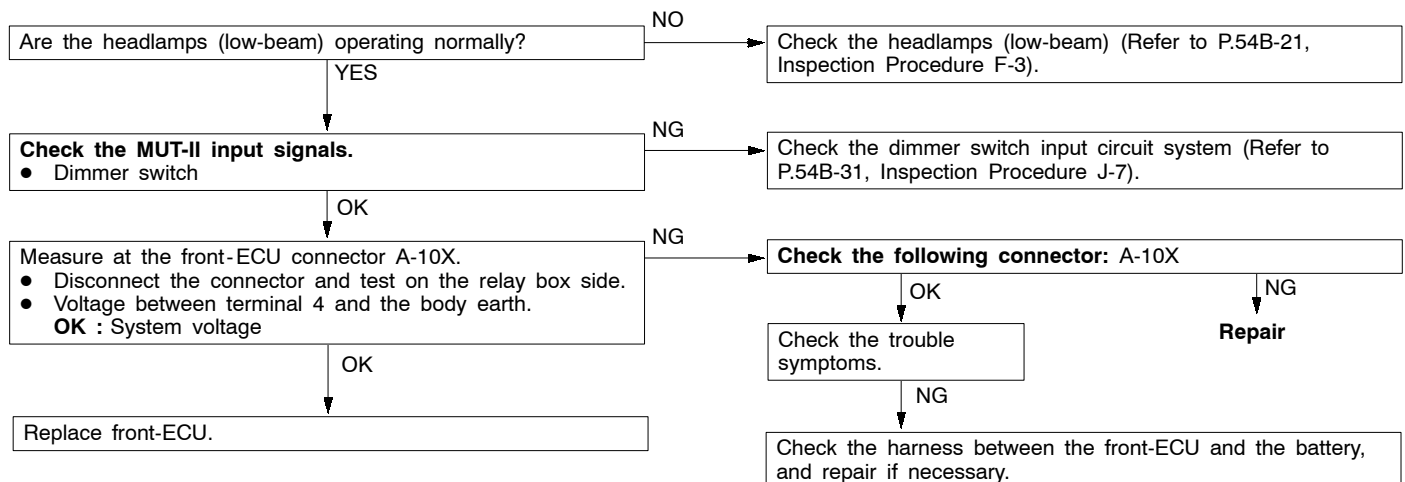 Are the headlamps (low-beam) operating normally?
NO
Check the headlamps (low-beam) (Refer to P.54B-21,
Inspection Procedure F-3).
YES
Check the MUT-II input signals.
● Dimmer switch
NG
Check the dimmer switch input circuit system (Refer to
P.54B-31, Inspection Procedure J-7).
OK
Measure at the front-ECU connector A-10X.
● Disconnect the connector and test on the relay box side.
● Voltage between terminal 4 and the body earth.
OK : System voltage
NG
Check the following connector: A-10X
OK
NG
Check the trouble
symptoms.
Repair
OK
NG
Replace front-ECU.
Check the harness between the front-ECU and the battery,
and repair if necessary.